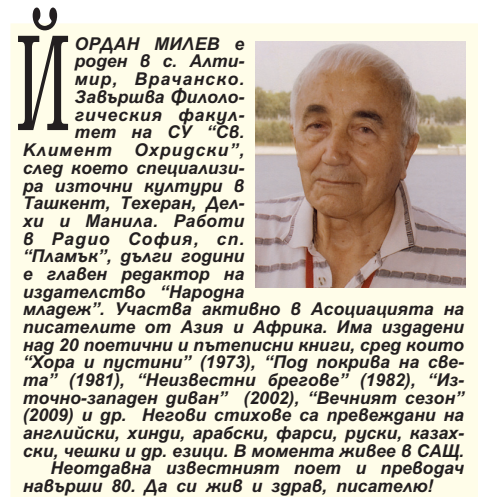 ЙОРДАН МИЛЕВ е
роден в с. Алти-
мир, Врачанско.
Завършва Филоло-
гическия факул-
тет на СУ “Св.
Климент Охридски”,
след което специализи-
ра източни култури в
Ташкент, Техеран, Дел-
хи и Манила. Работи
в Радио София, сп.
“Пламък”, дълги години
е главен редактор на
издателство “Народна
младеж”. Участва активно в Асоциацията на
писателите от Азия и Африка. Има издадени
над 20 поетични и пътеписни книги, сред които
“Хора и пустини” (1973), “Под покрива на све-
та” (1981), “Неизвестни брегове” (1982), “Из-
точно-западен диван” (2002), “Вечният сезон”
(2009) и др. Негови стихове са превеждани на
английски, хинди, арабски, фарси, руски, казах-
ски, чешки и др. езици. В момента живее в САЩ.
Неотдавна известният поет и преводач
навърши 80. Да си жив и здрав, писателю!